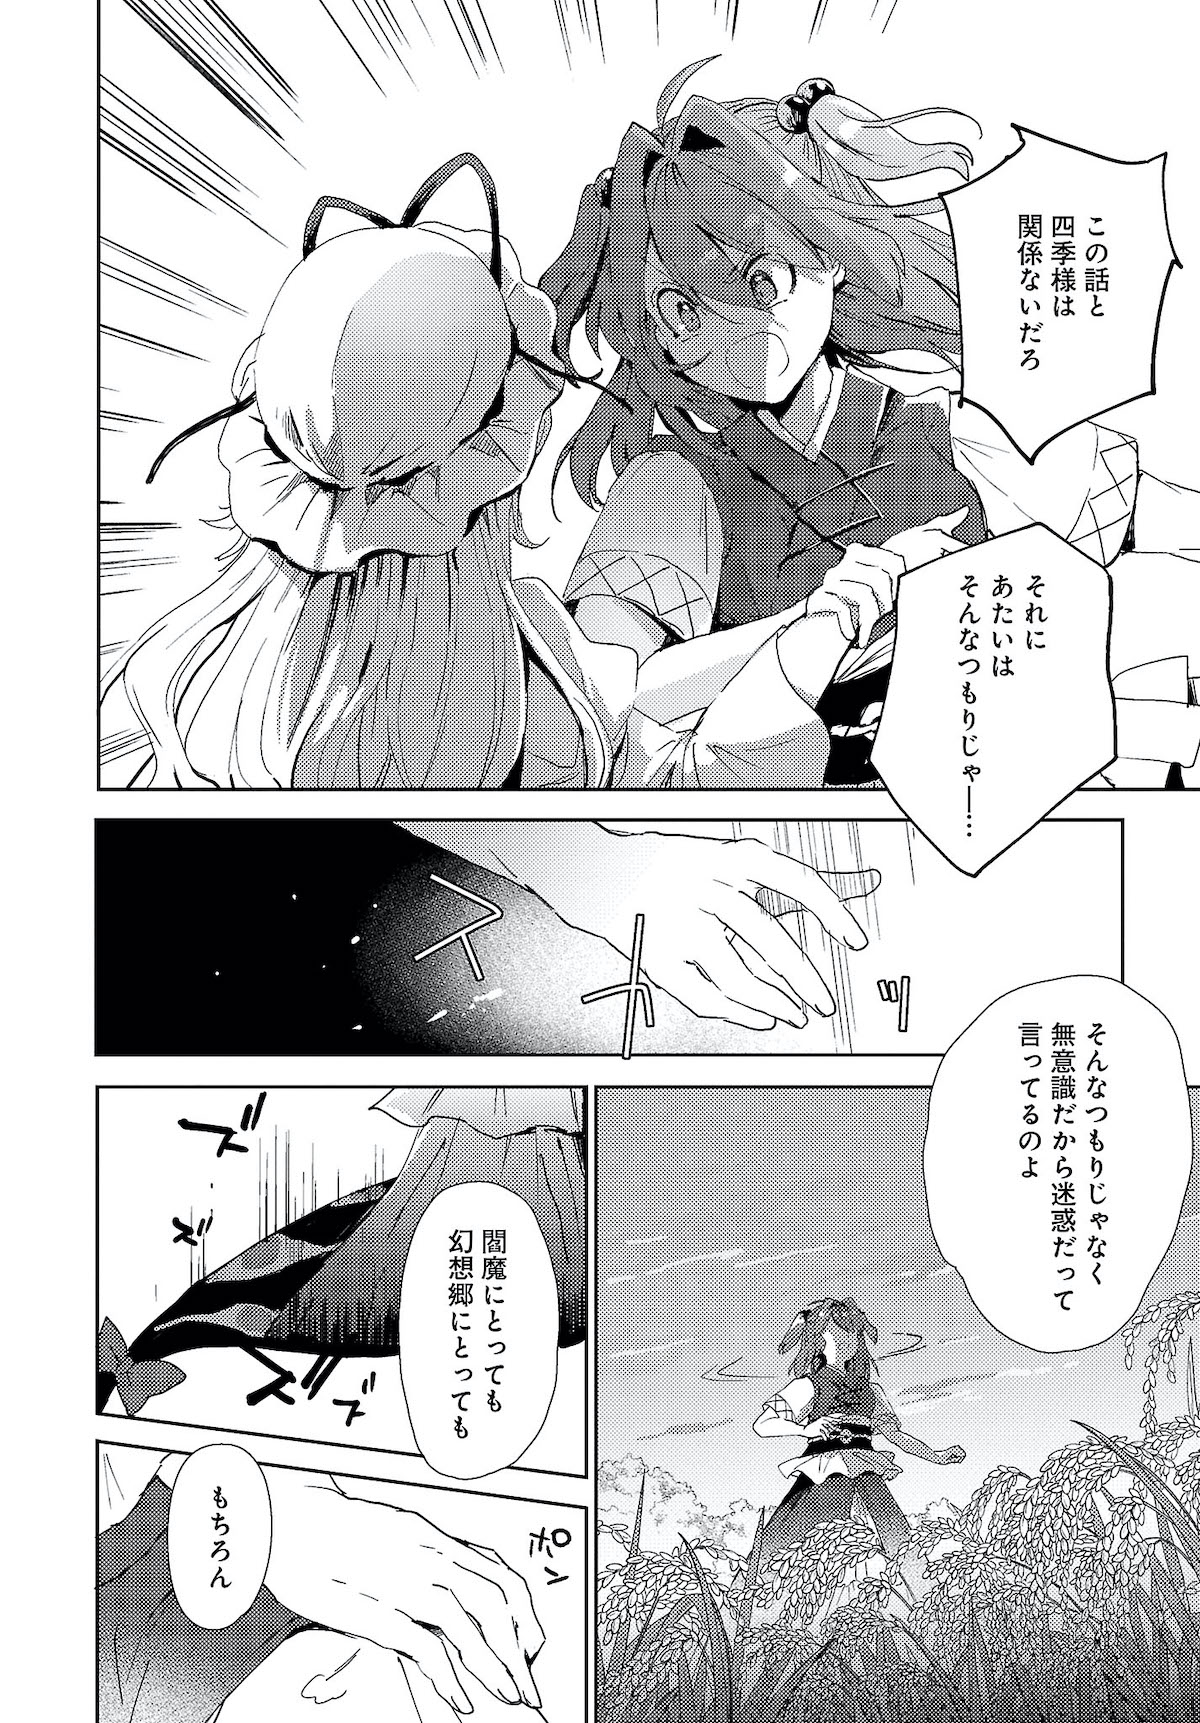 この話と
四季様は
関係ないだろ
それに
あたいは
そんなつもりじゃ―…
スカッ
そんなつもりじゃなく
無意識だから迷惑だって
言ってるのよ
閻魔にとっても
幻想郷にとっても
ズズ
ズズ
もちろん
ポン